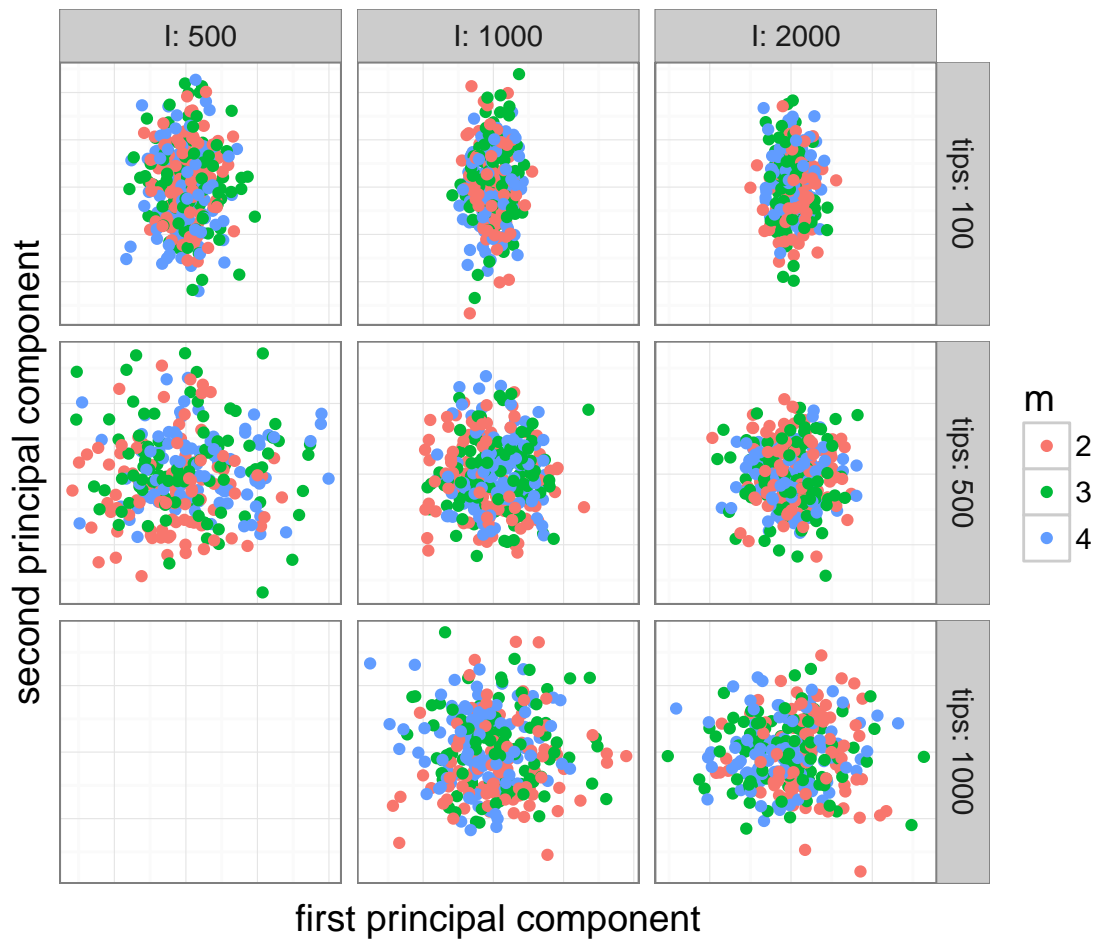 I: 500
I: 1000
I: 2000
tips: 100
tips: 500
tips: 1000
second principal component
first principal component
m
2
3
4